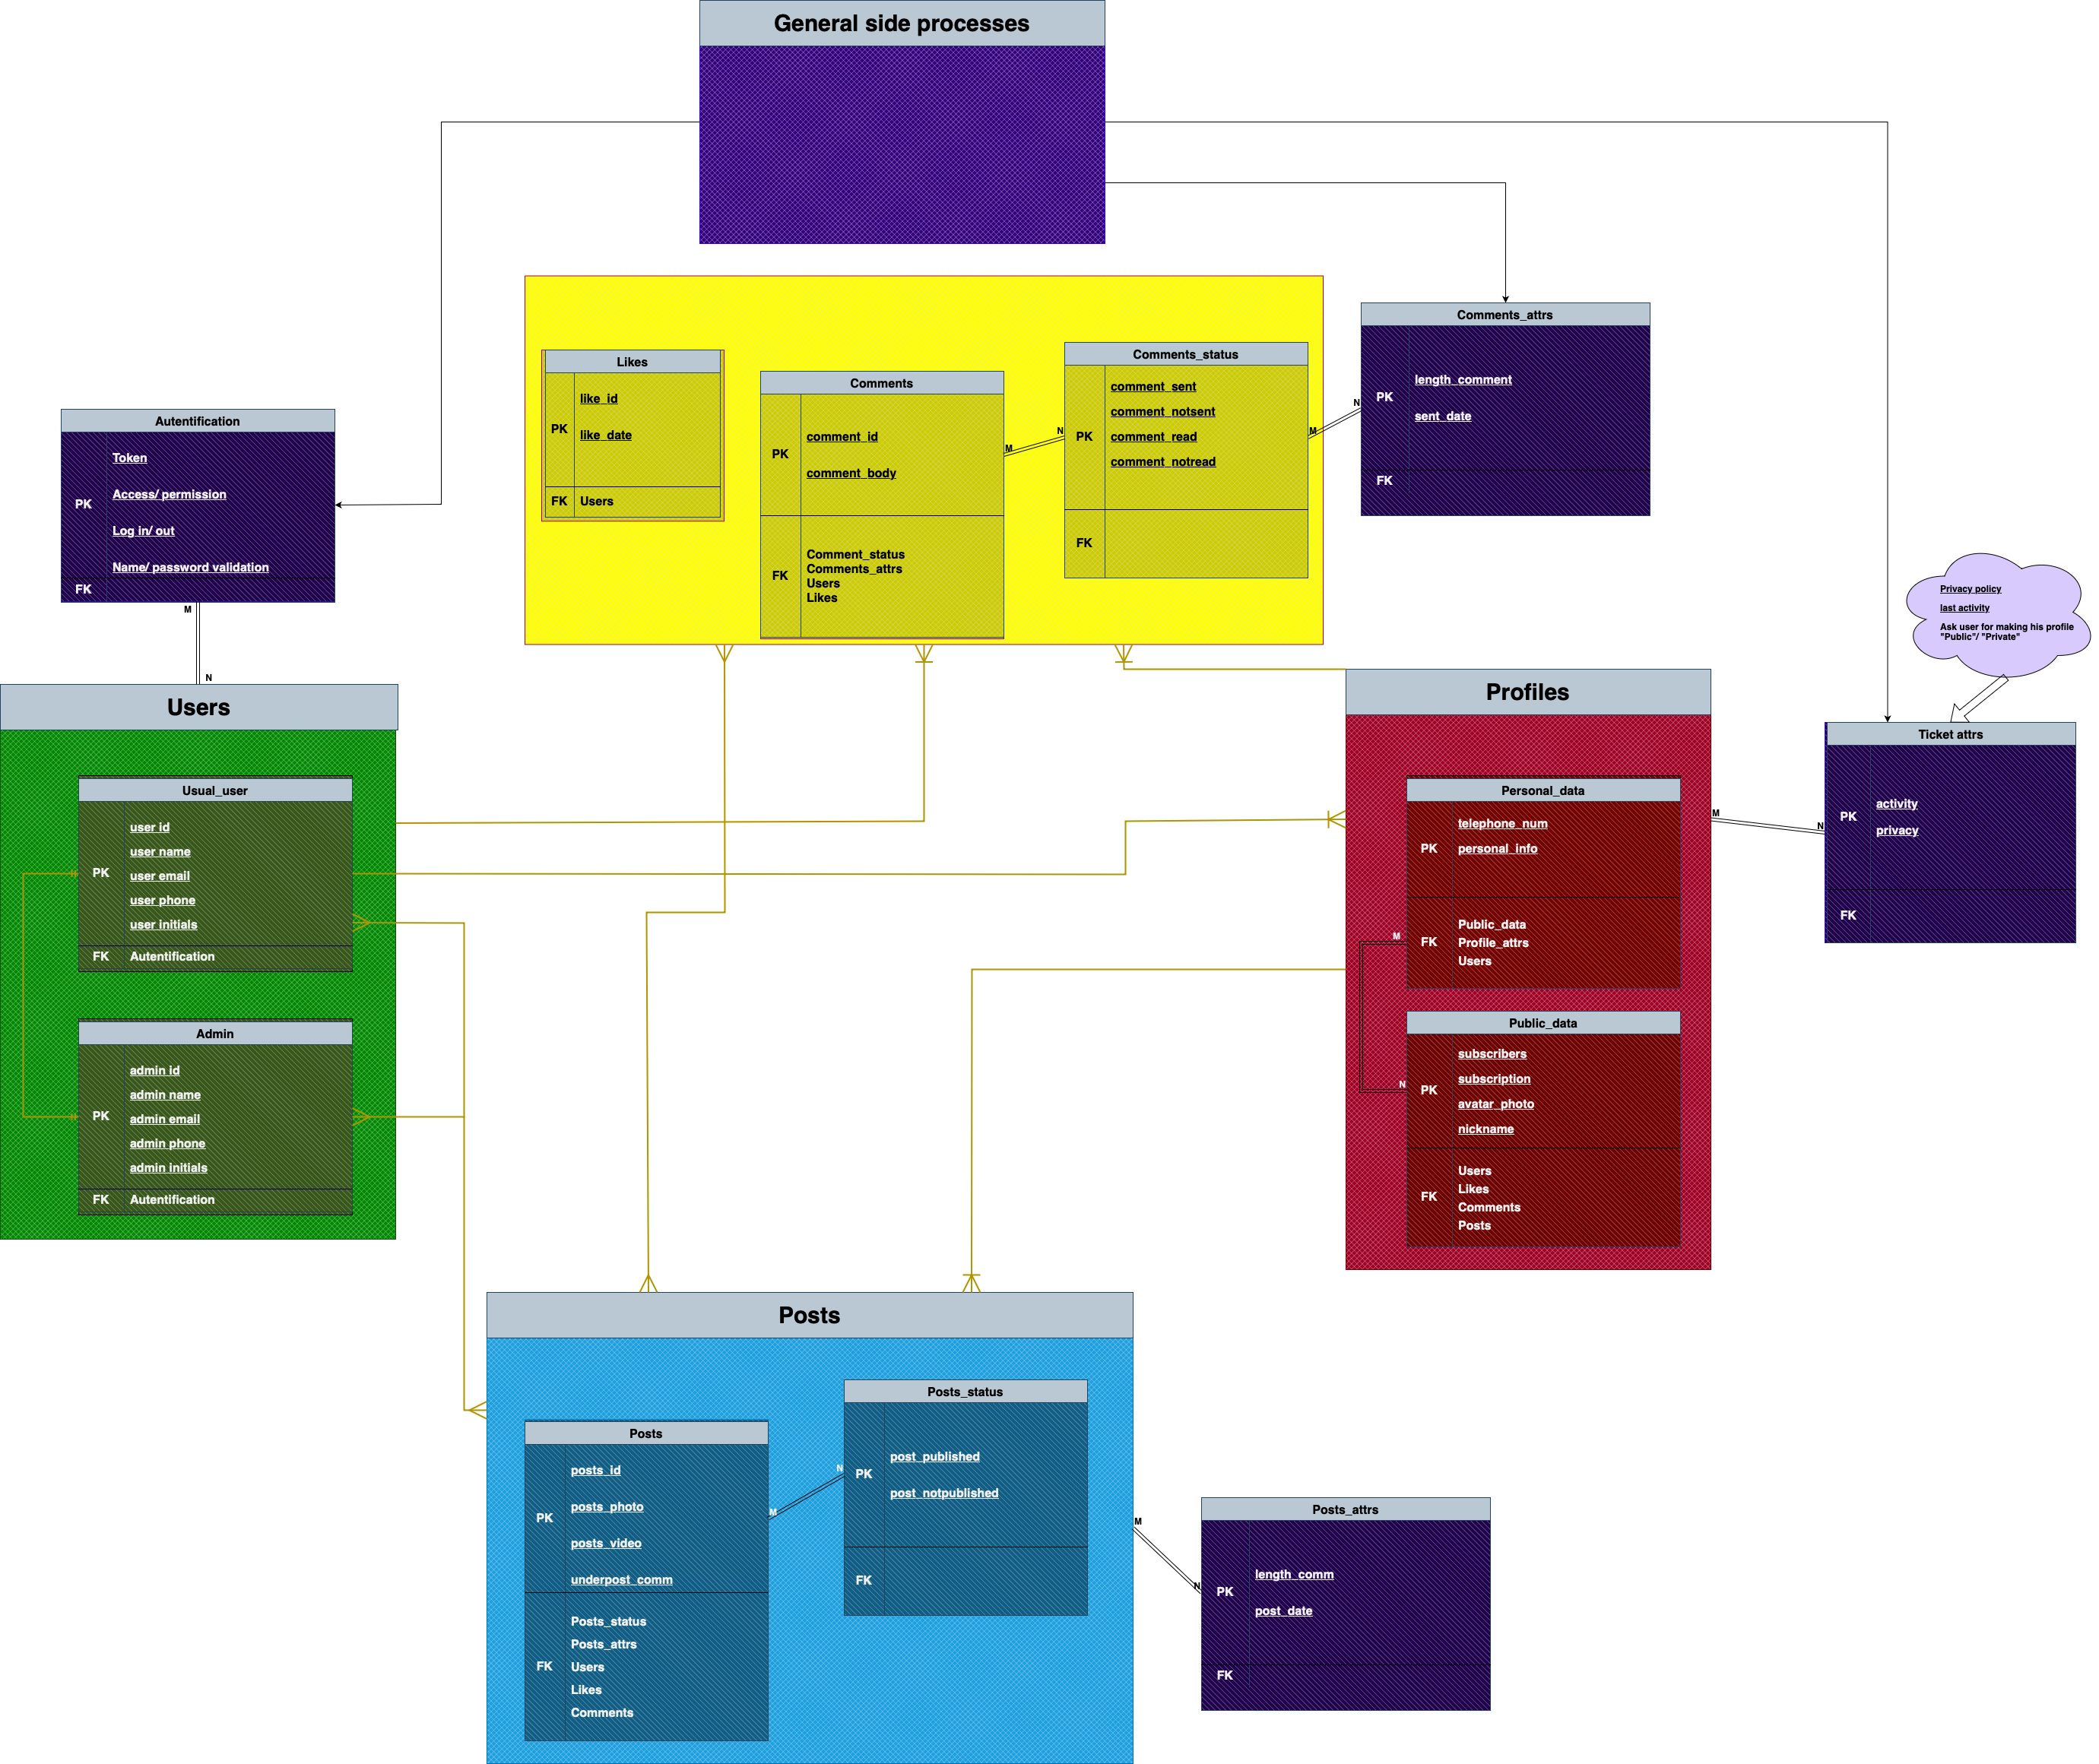 General side processes
Likes
PK
like_id
like_date
FK
Users
Comments
PK
comment_id
comment_body
FK
Comment_status
Comments_attrs
Users
Likes
M
N
Comments_status
PK
comment_sent
comment_notsent
comment_read
comment_notread
FK
M
N
Comments_attrs
PK
length_comment
sent_date
FK
Autentification
PK
Token
Access/ permission
Log in/ out
Name/ password validation
FK
M
N
Privacy policy
last activity
Ask user for making his profile
"Public"/ "Private"
Users
Usual_user
PK
user id
user name
user email
user phone
user initials
FK
Autentification
Admin
PK
admin id
admin name
admin email
admin phone
admin initials
FK
Autentification
Profiles
Personal_data
PK
telephone_num
personal_info
FK
Public_data
Profile_attrs
Users
M
N
Public_data
PK
subscribers
subscription
avatar_photo
nickname
FK
Users
Likes
Comments
Posts
M
N
Ticket attrs
PK
activity
privacy
FK
Posts
Posts
PK
posts_id
posts_photo
posts_video
underpost_comm
FK
Posts_status
Posts_attrs
Users
Likes
Comments
M
N
Posts_status
PK
post_published
post_notpublished
FK
M
N
Posts_attrs
PK
length_comm
post_date
FK